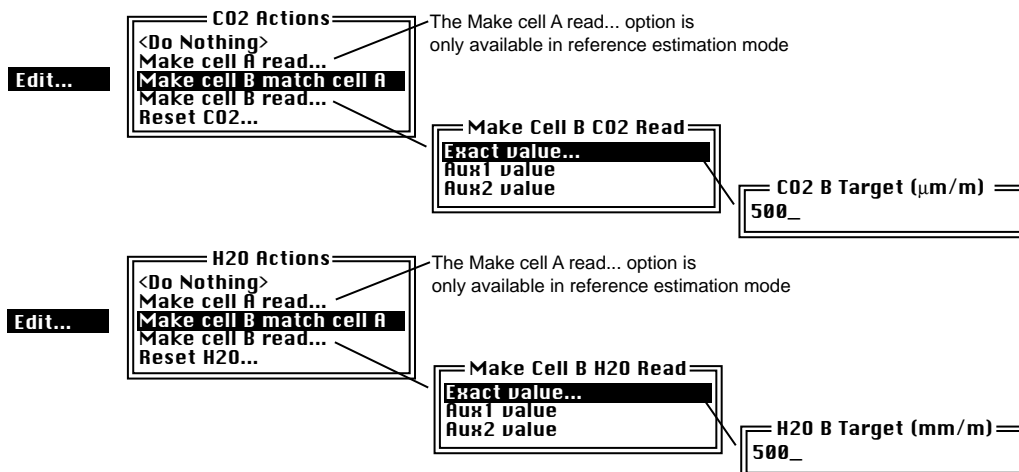 CO2 Actions
<Do Nothing>
Make cell A read...
Make cell B match cell A
Make cell B read...
Reset CO2...
The Make cell A read... option is
only available in reference estimation mode
Edit...
Make Cell B CO2 Read
Exact value...
Aux1 value
Aux2 value
CO2 B Target (μm/m)
500_
H2O Actions
<Do Nothing>
Make cell A read...
Make cell B match cell A
Make cell B read...
Reset H2O...
The Make cell A read... option is
only available in reference estimation mode
Edit...
Make Cell B H2O Read
Exact value...
Aux1 value
Aux2 value
H2O B Target (mm/m)
500_